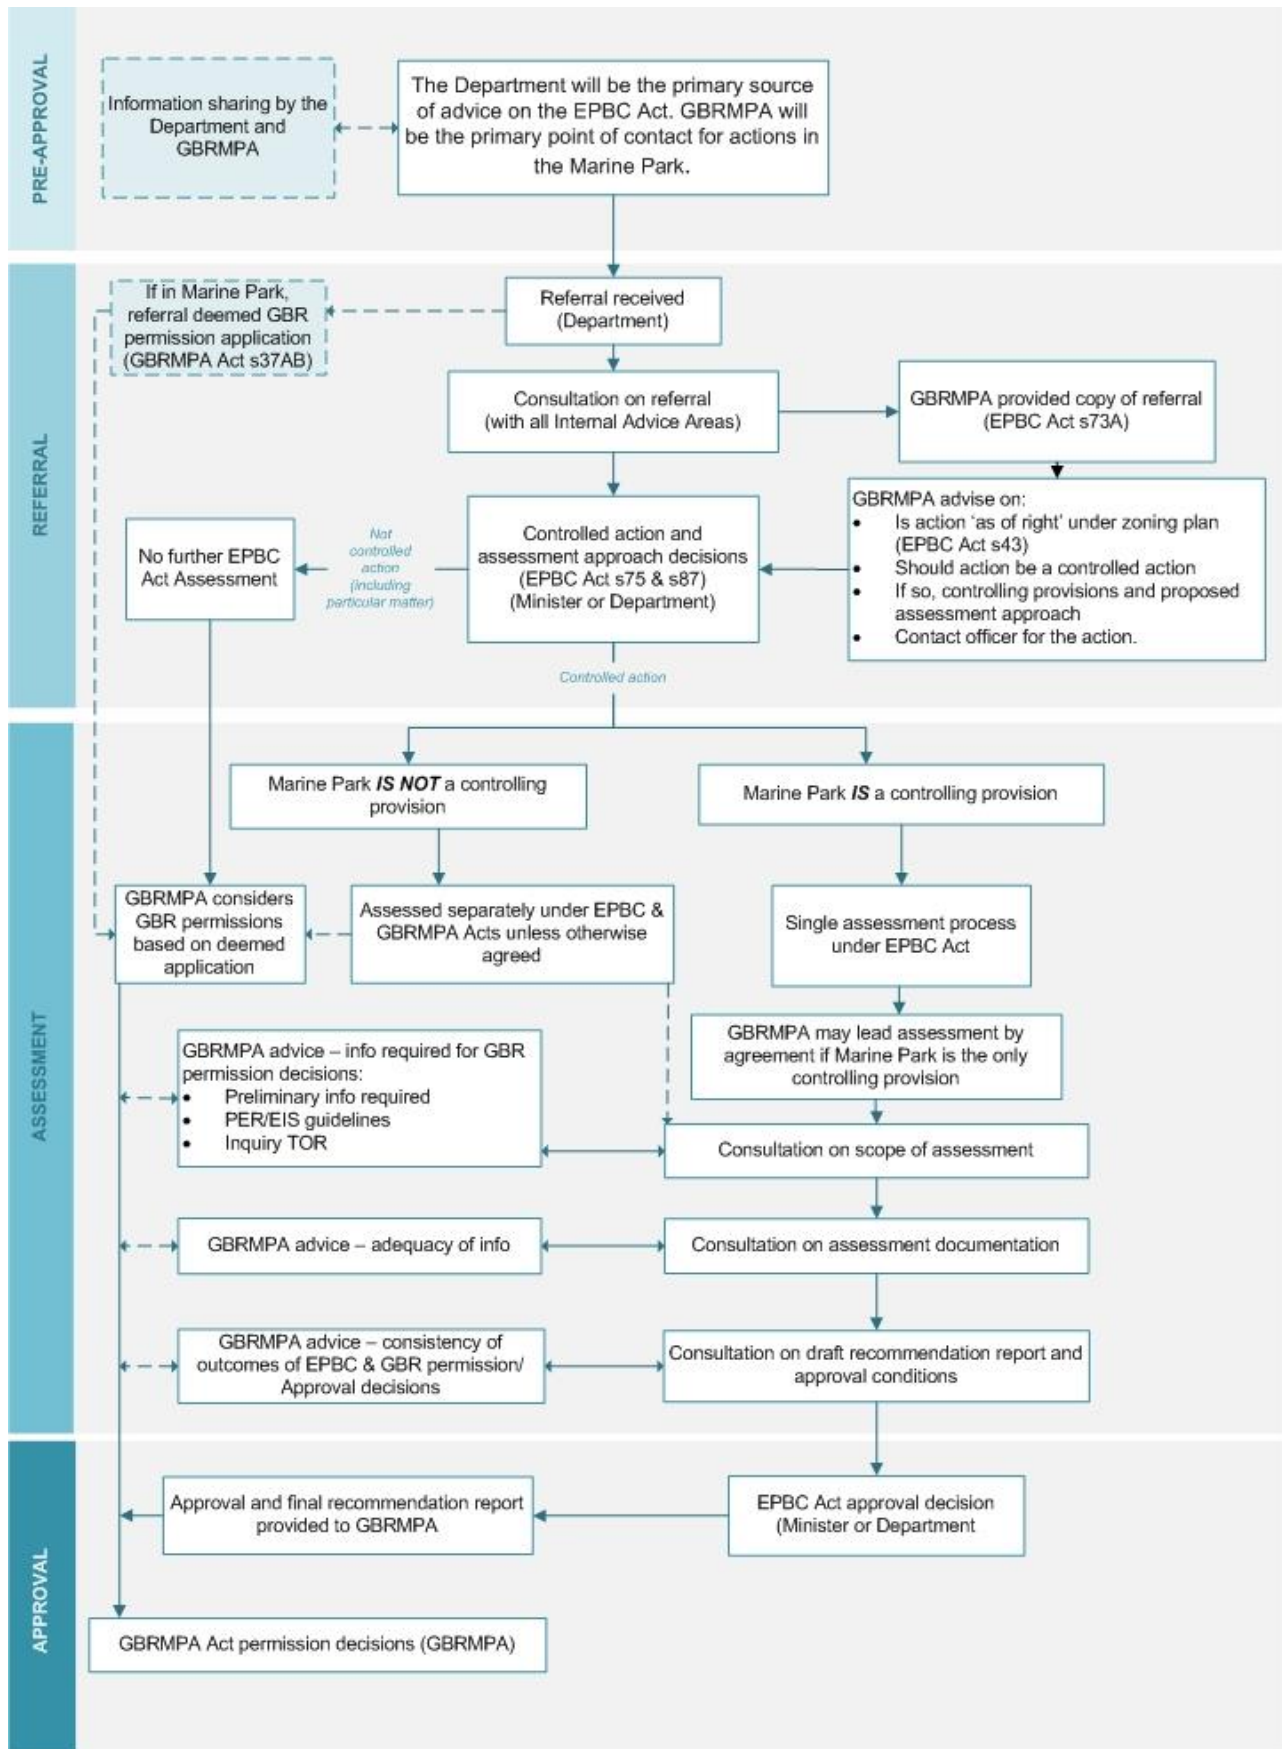 PRE-APPROVAL
Information sharing by the
Department and
GBRMPA
The Department will be the primary source
of advice on the EPBC Act. GBRMPA will
be the primary point of contact for actions in
the Marine Park.
REFERRAL
If in Marine Park,
referral deemed GBR
permission application
(GBRMPA Act s37AB)
Referral received
(Department)
Consultation on referral
(with all Internal Advice Areas)
GBRMPA provided copy of referral
(EPBC Act s73A)
GBRMPA advise on:
• Is action ‘as of right’ under zoning plan
(EPBC Act s43)
• Should action be a controlled action
• If so, controlling provisions and proposed
assessment approach
• Contact officer for the action.
Controlled action and
assessment approach decisions
(EPBC Act s75 & s87)
(Minister or Department)
Not
controlled
action
(including
particular matter)
No further EPBC
Act Assessment
Controlled action
ASSESSMENT
Marine Park IS NOT a controlling
provision
Marine Park IS a controlling provision
GBRMPA considers
GBR permissions
based on deemed
application
Assessed separately under EPBC &
GBRMPA Acts unless otherwise
agreed
Single assessment process
under EPBC Act
GBRMPA may lead assessment by
agreement if Marine Park is the only
controlling provision
GBRMPA advice – info required for GBR
permission decisions:
• Preliminary info required
• PER/EIS guidelines
• Inquiry TOR
Consultation on scope of assessment
GBRMPA advice – adequacy of info
Consultation on assessment documentation
GBRMPA advice – consistency of
outcomes of EPBC & GBR permission/
Approval decisions
Consultation on draft recommendation report and
approval conditions
APPROVAL
Approval and final recommendation report
provided to GBRMPA
EPBC Act approval decision
(Minister or Department
GBRMPA Act permission decisions (GBRMPA)